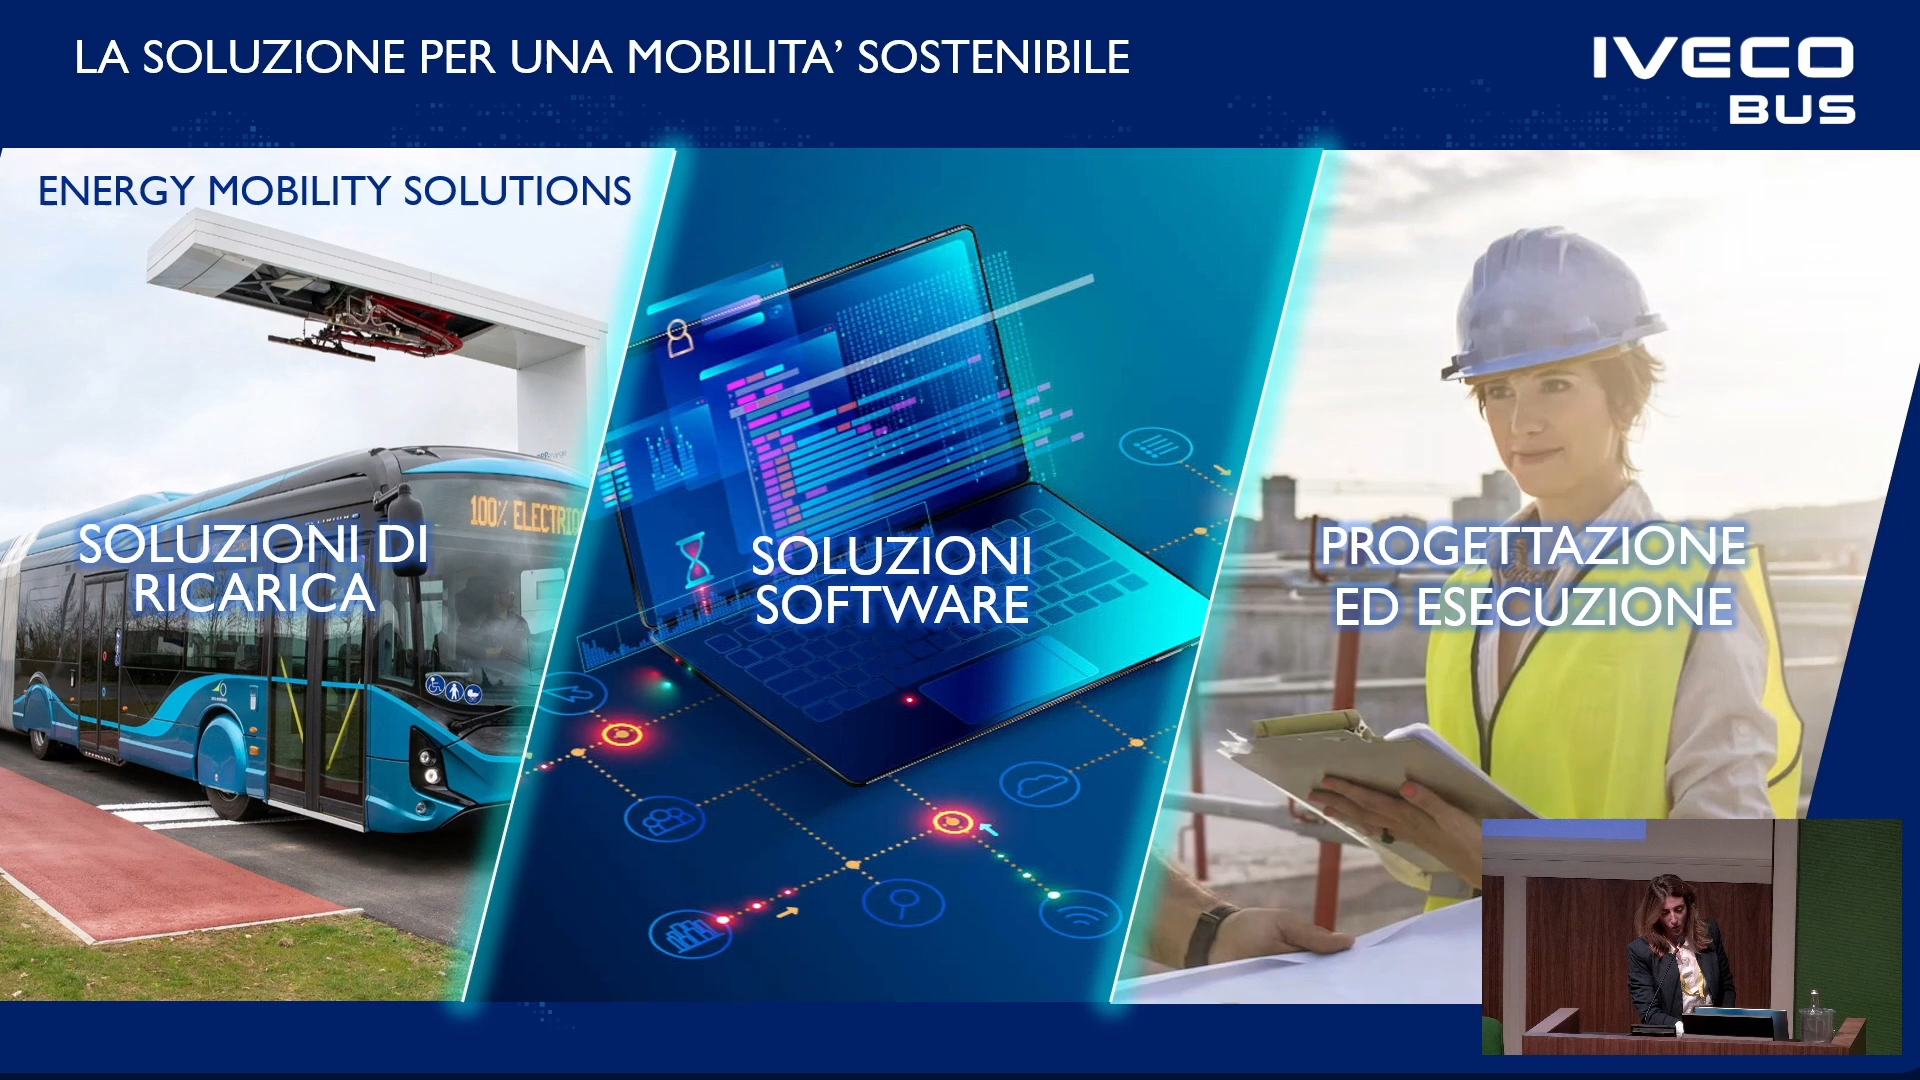 LA SOLUZIONE PER UNA MOBILITA’ SOSTENIBILE
IVECO
BUS
ENERGY MOBILITY SOLUTIONS
100% ELECTRIC
SOLUZIONI DI
RICARICA
SOLUZIONI
SOFTWARE
PROGETTAZIONE
ED ESECUZIONE